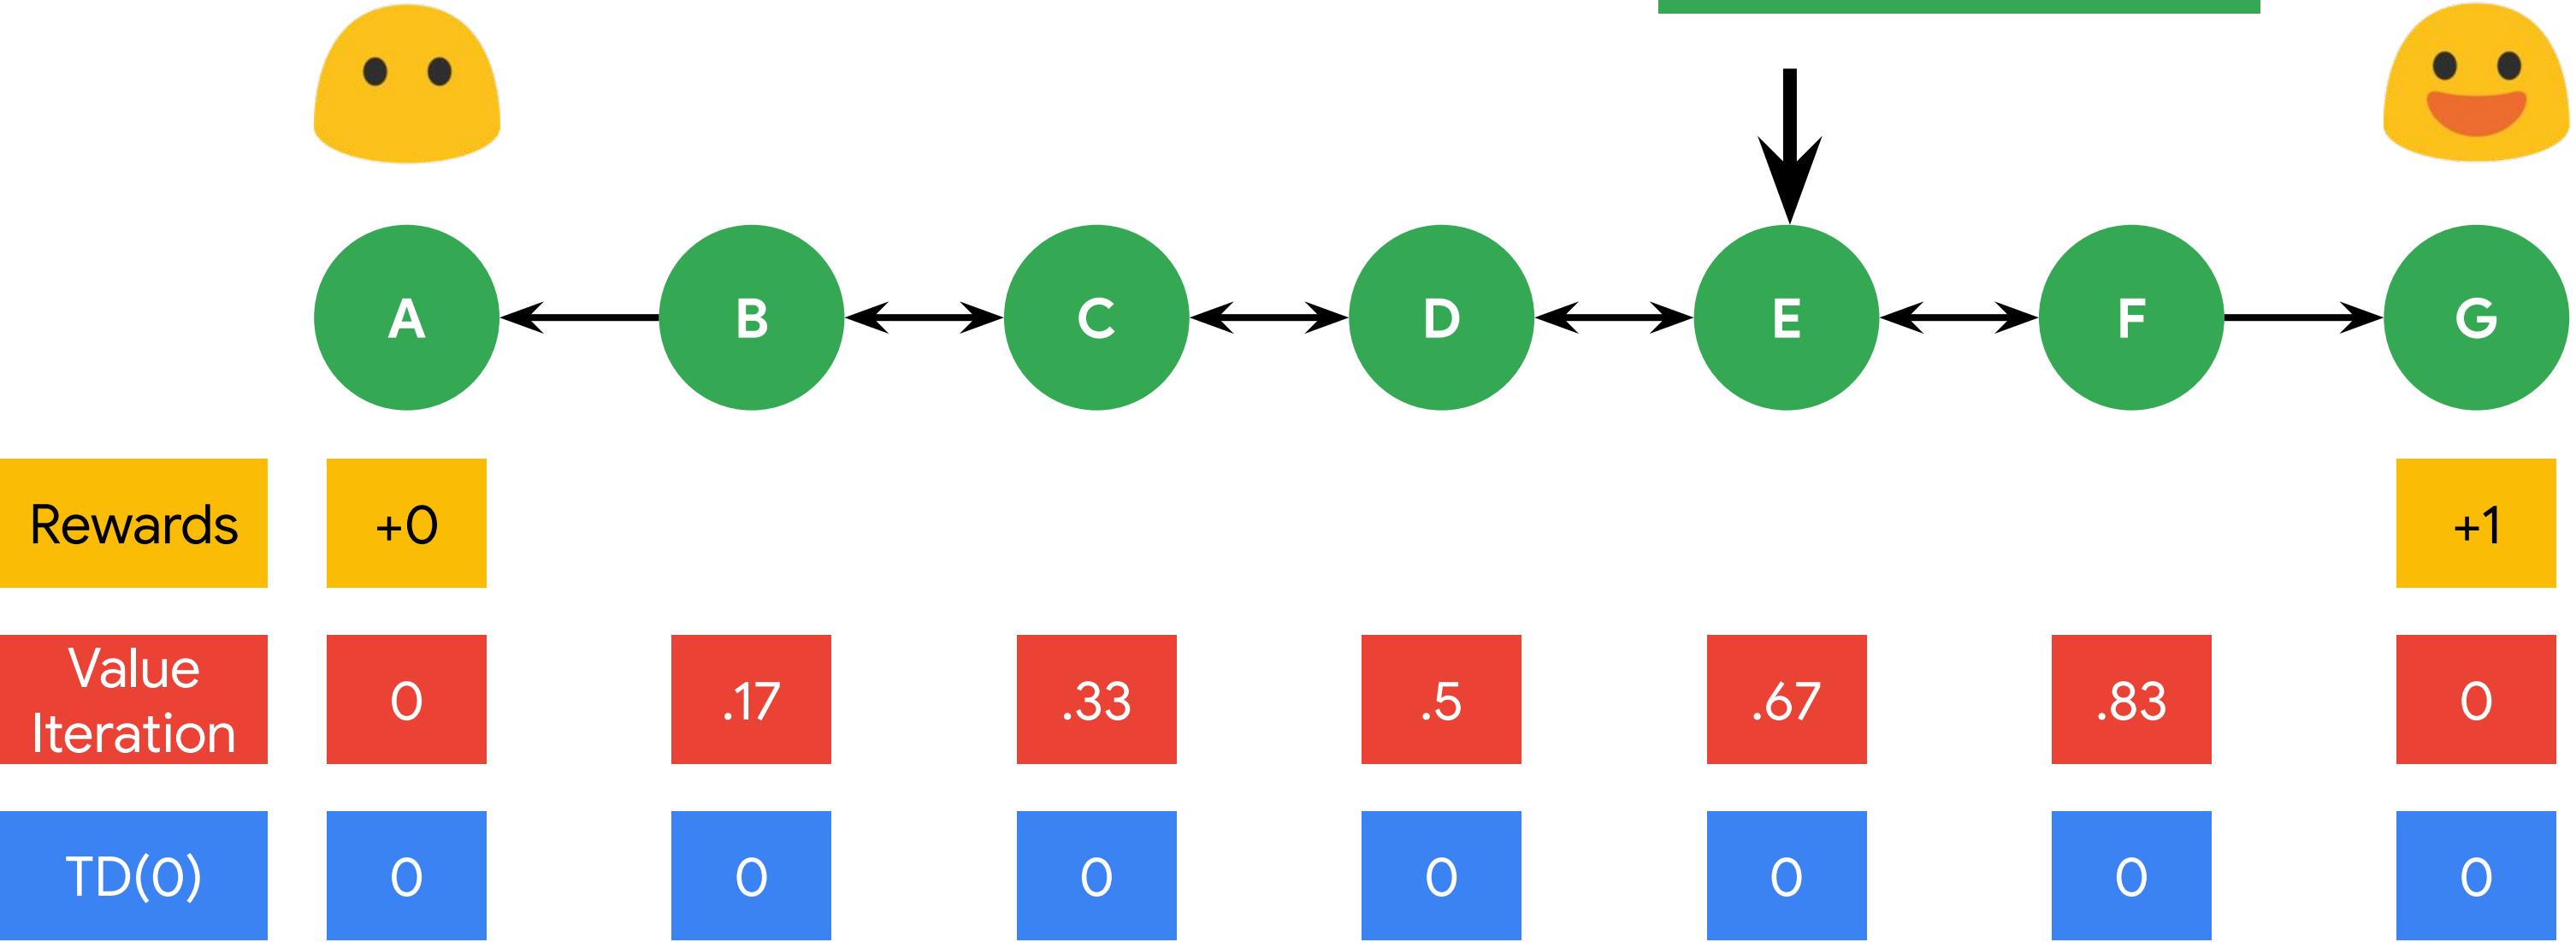 A B C D E F G
Rewards +0 +1
Value
Iteration 0 .17 .33 .5 .67 .83 0
TD(0) 0 0 0 0 0 0 0